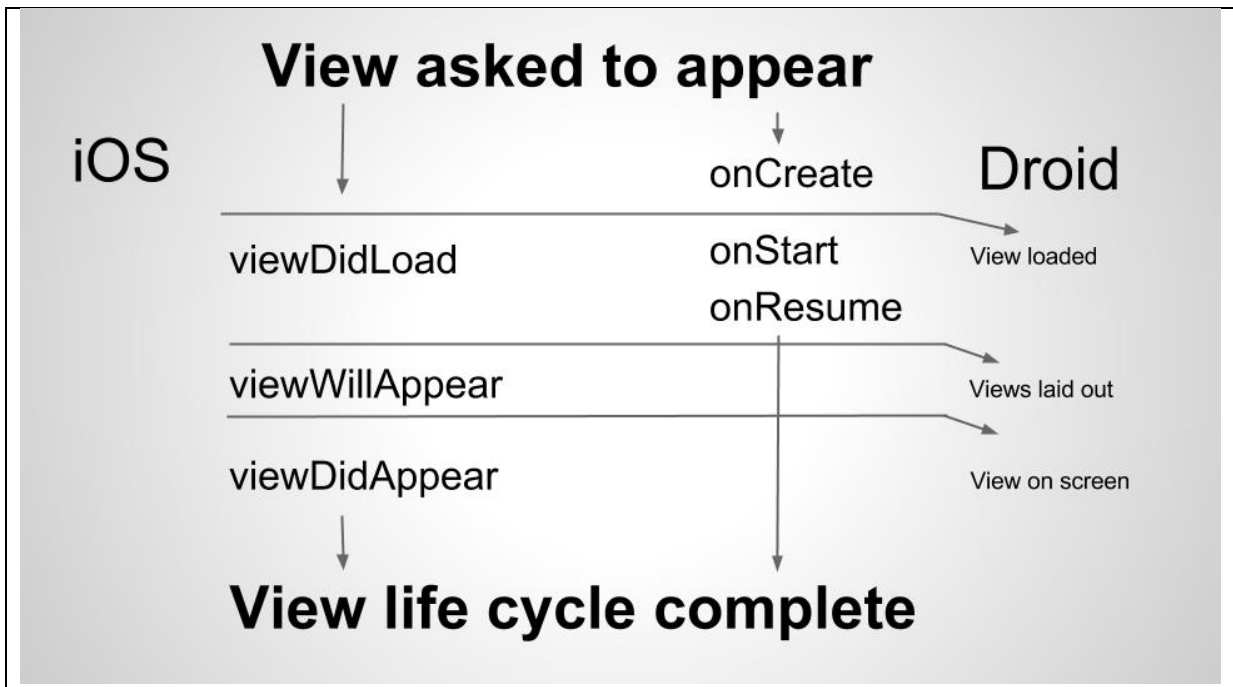 View asked to appear
iOS
onCreate
Droid
viewDidLoad
onStart
View loaded
onResume
viewWillAppear
Views laid out
viewDidAppear
View on screen
View life cycle complete